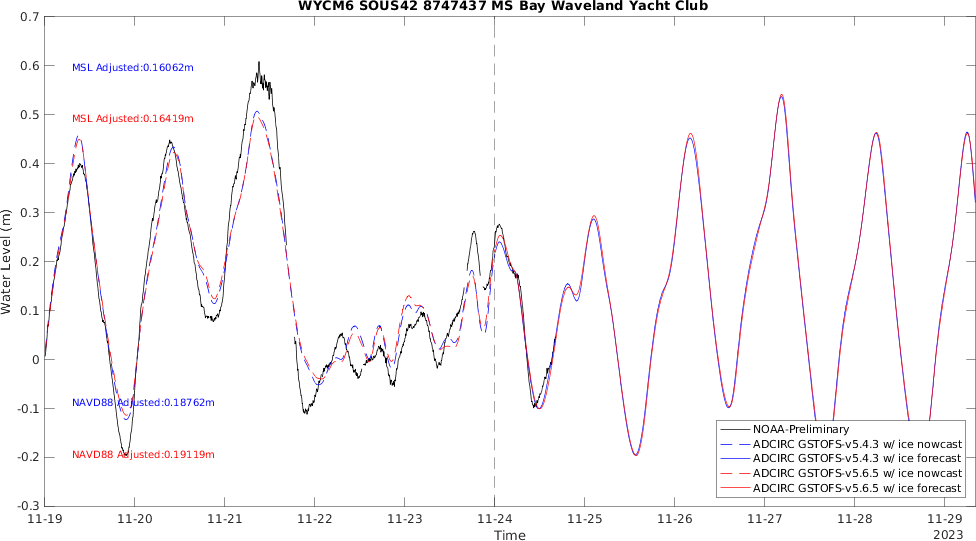 WYCM6 SOUS42 8747437 MS Bay Waveland Yacht Club
0.7
0.6
0.5
0.4
0.3
0.2
0.1
0
-0.1
-0.2
-0.3
Water Level (m)
MSL Adjusted:0.16062m
MSL Adjusted:0.16419m
NAVD88 Adjusted:0.18762m
NAVD88 Adjusted:0.19119m
NOAA-Preliminary
ADCIRC GSTOFS-v5.4.3 w/ ice nowcast
ADCIRC GSTOFS-v5.4.3 w/ ice forecast
ADCIRC GSTOFS-v5.6.5 w/ ice nowcast
ADCIRC GSTOFS-v5.6.5 w/ ice forecast
11-19 11-20 11-21 11-22 11-23 11-24 11-25 11-26 11-27 11-28 11-29
2023
Time